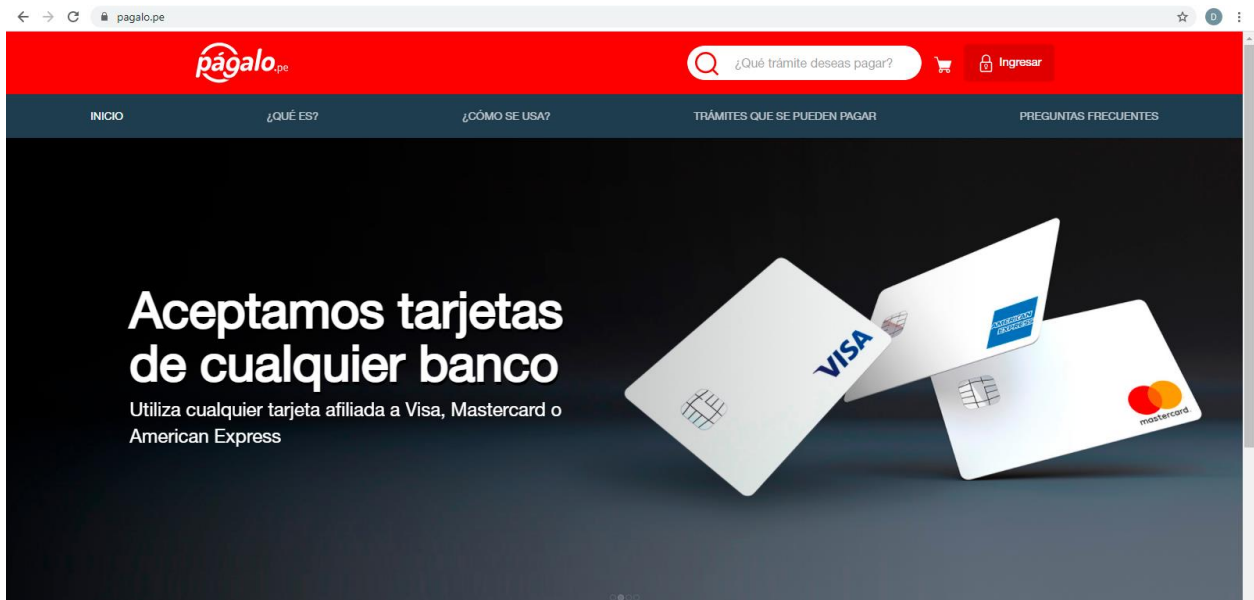 pagalo.pe
D
págalo.pe
¿Qué trámite deseas pagar?
Ingresar
INICIO
¿QUÉ ES?
¿CÓMO SE USA?
TRÁMITES QUE SE PUEDEN PAGAR
PREGUNTAS FRECUENTES
Aceptamos tarjetas
de cualquier banco
Utiliza cualquier tarjeta afiliada a Visa, Mastercard o
American Express
VISA
AMERICAN
EXPRESS
mastercard.